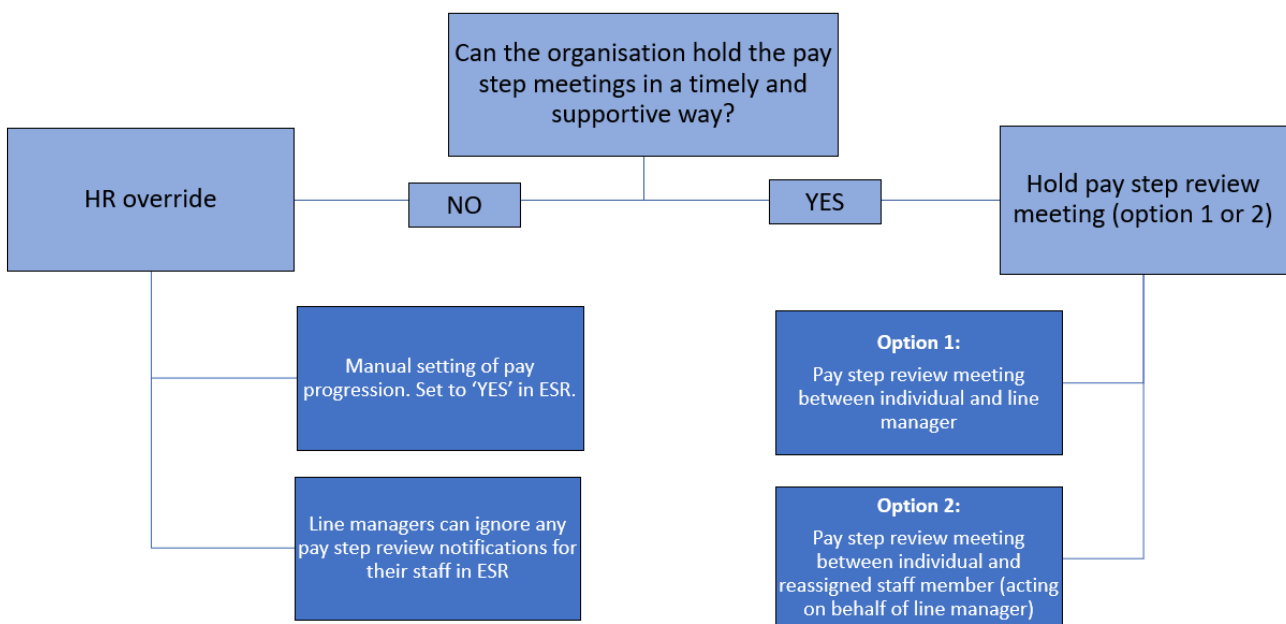 Can the organisation hold the pay
step meetings in a timely and
supportive way?
HR override
NO
YES
Hold pay step review
meeting (option 1 or 2)
Manual setting of pay
progression. Set to ‘YES’ in ESR.
Line managers can ignore any
pay step review notifications for
their staff in ESR
Option 1:
Pay step review meeting
between individual and line
manager
Option 2:
Pay step review meeting
between individual and
reassigned staff member (acting
on behalf of line manager)